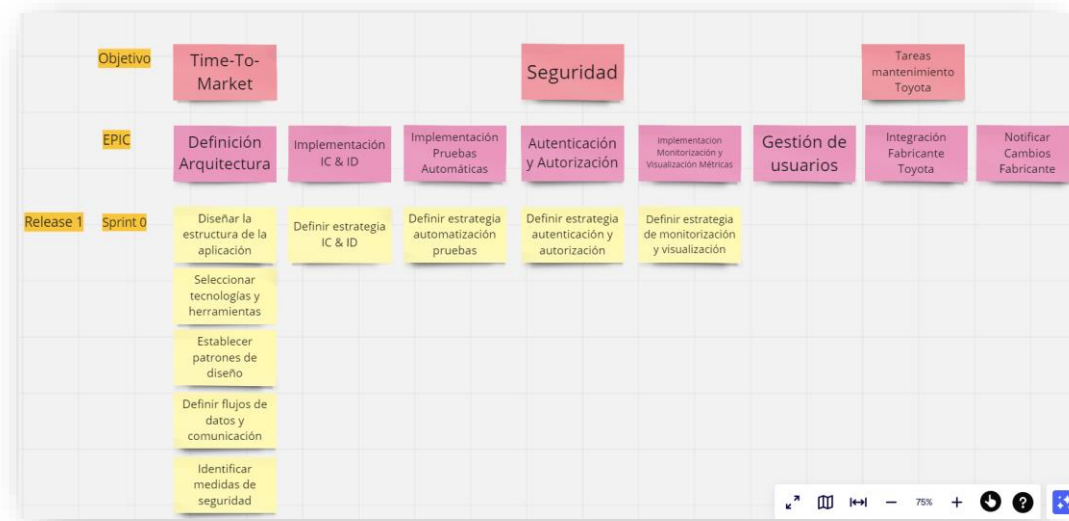 Objetivo
Time-To-
Market
Seguridad
Tareas
mantenimiento
Toyota
EPIC
Definición
Arquitectura
Implementación
IC & ID
Implementación
Pruebas
Automáticas
Autenticación
y Autorización
Implementacion
Monitorización y
Visualización Métricas
Gestión de
usuarios
Integración
Fabricante
Toyota
Notificar
Cambios
Fabricante
Release 1
Sprint 0
Diseñar la
estructura de la
aplicación
Definir estrategia
IC & ID
Definir estrategia
automatización
pruebas
Definir estrategia
autenticación y
autorización
Definir estrategia
de monitorización
y visualización
Seleccionar
tecnologías y
herramientas
Establecer
patrones de
diseño
Definir flujos de
datos y
comunicación
Identificar
medidas de
seguridad
75%